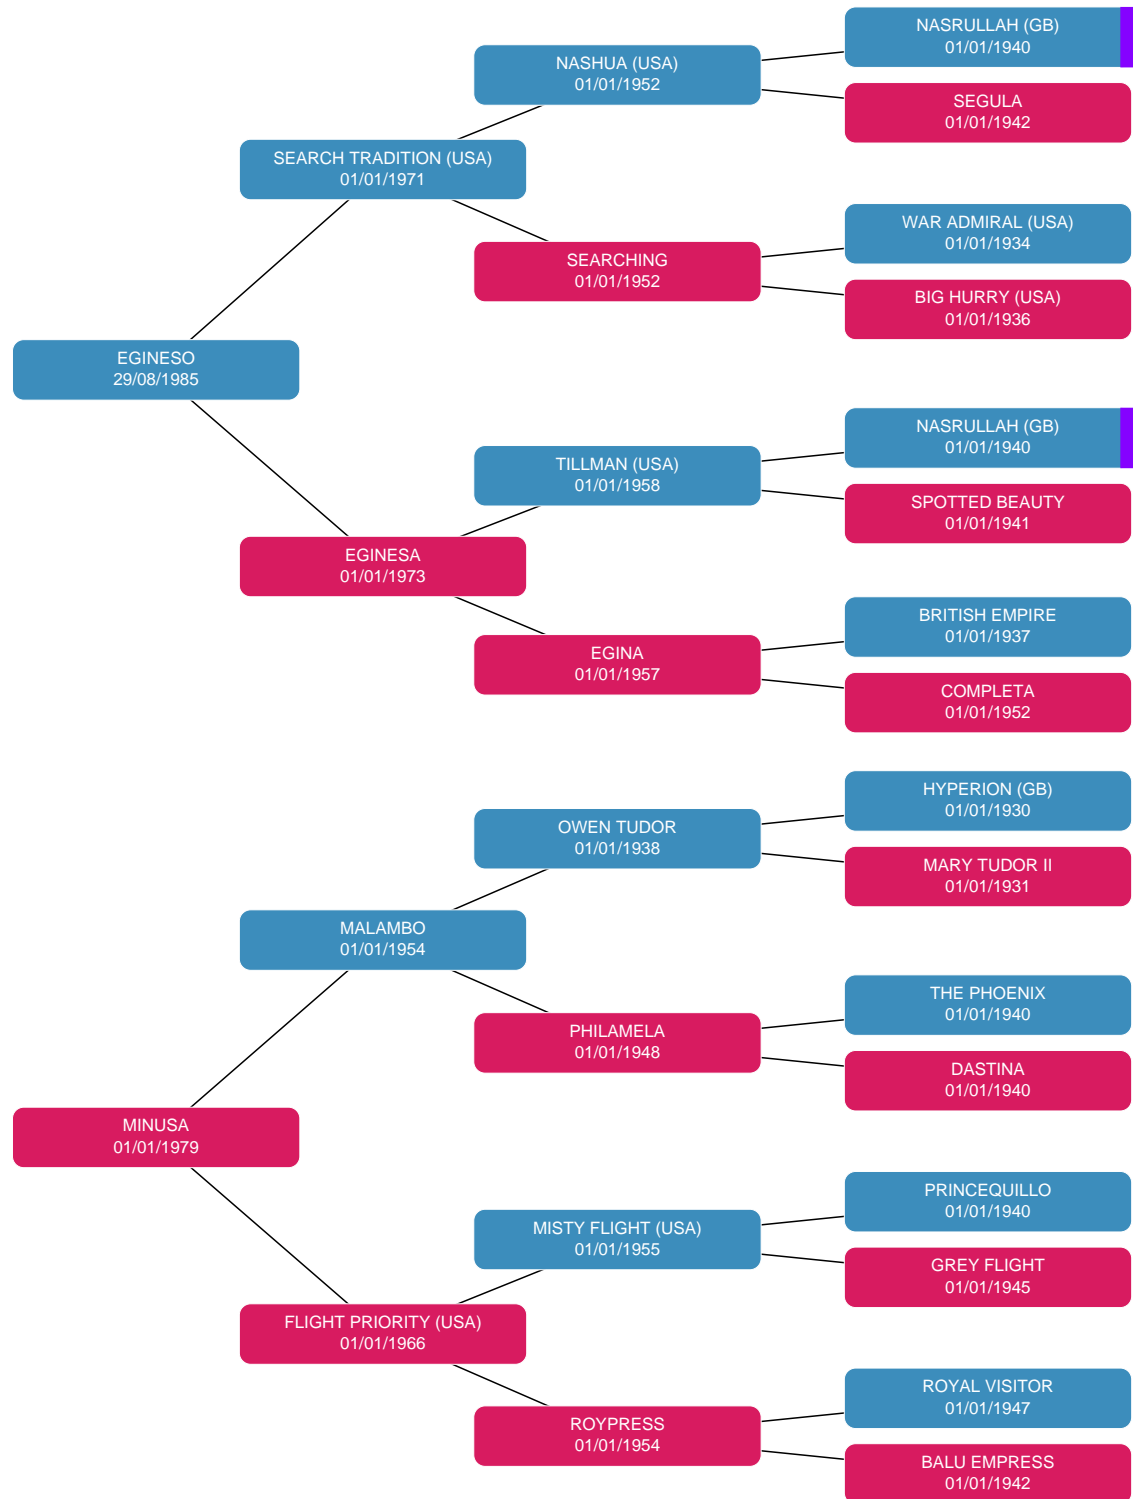 NASRULLAH (GB)
01/01/1940
NASHUA (USA)
01/01/1952
SEGULA
01/01/1942
SEARCH TRADITION (USA)
01/01/1971
WAR ADMIRAL (USA)
01/01/1934
SEARCHING
01/01/1952
BIG HURRY (USA)
01/01/1936
EGINESO
29/08/1985
NASRULLAH (GB)
01/01/1940
TILLMAN (USA)
01/01/1958
SPOTTED BEAUTY
01/01/1941
EGINESA
01/01/1973
BRITISH EMPIRE
01/01/1937
EGINA
01/01/1957
COMPLETA
01/01/1952
HYPERION (GB)
01/01/1930
OWEN TUDOR
01/01/1938
MARY TUDOR II
01/01/1931
MALAMBO
01/01/1954
THE PHOENIX
01/01/1940
PHILAMELA
01/01/1948
DASTINA
01/01/1940
MINUSA
01/01/1979
PRINCEQUILLO
01/01/1940
MISTY FLIGHT (USA)
01/01/1955
GREY FLIGHT
01/01/1945
FLIGHT PRIORITY (USA)
01/01/1966
ROYAL VISITOR
01/01/1947
ROYPRESS
01/01/1954
BALU EMPRESS
01/01/1942